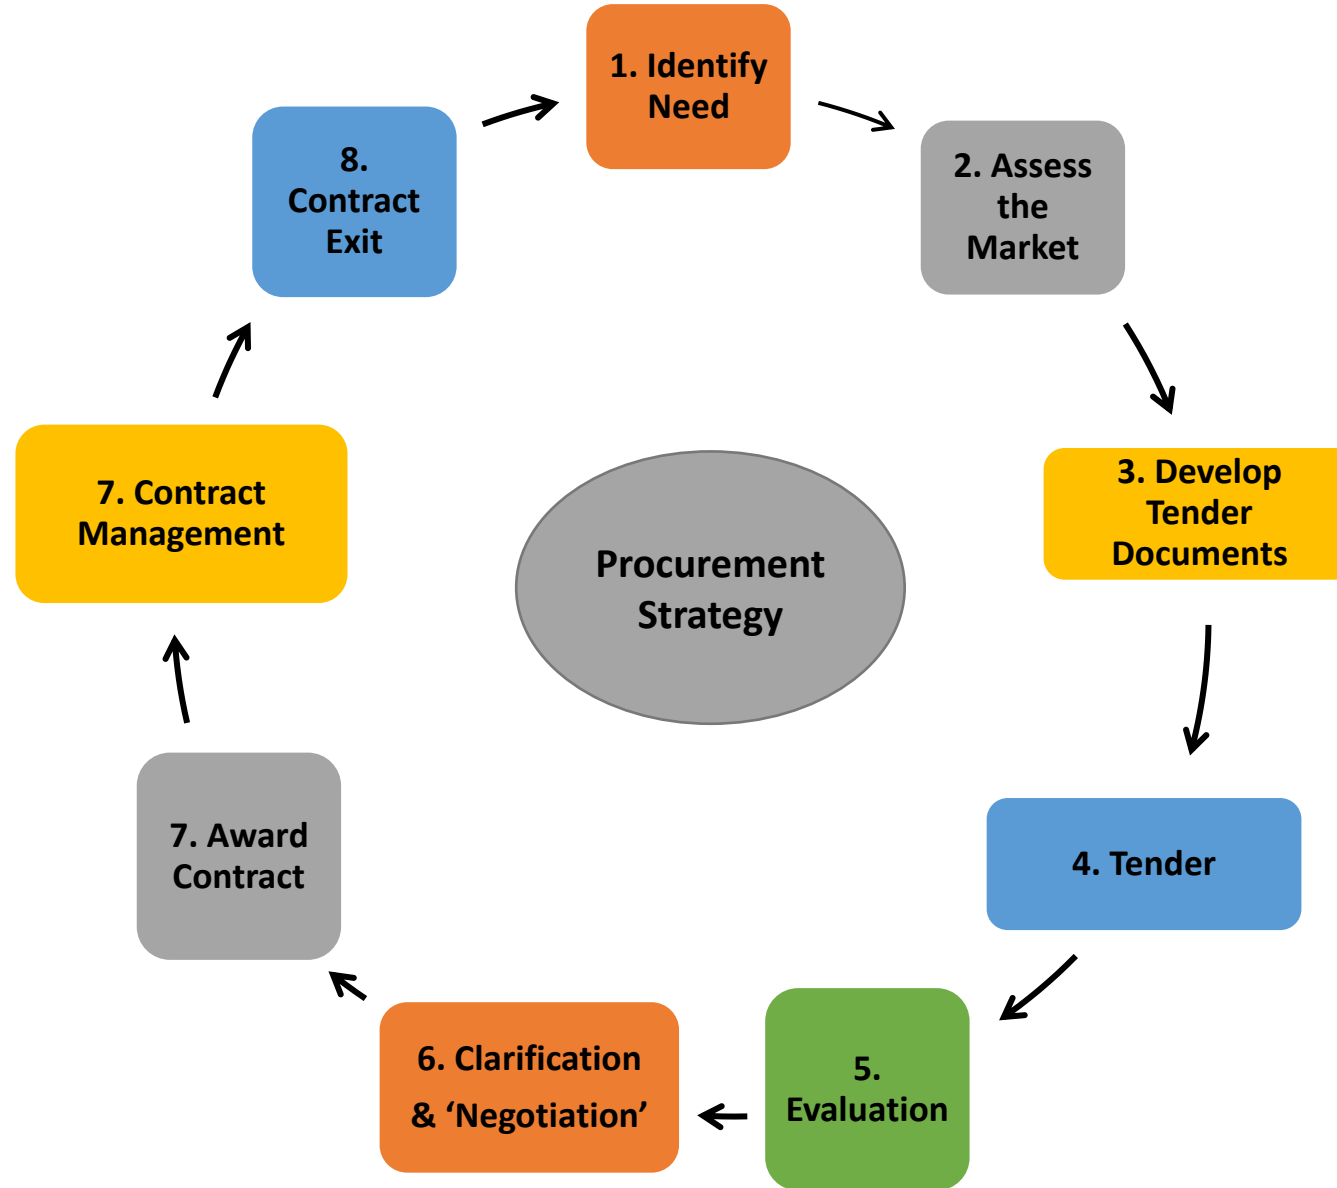 1. Identify
Need
2. Assess
the
Market
3. Develop
Tender
Documents
4. Tender
5.
Evaluation
6. Clarification
& ‘Negotiation’
7. Award
Contract
7. Contract
Management
8.
Contract
Exit
Procurement
Strategy